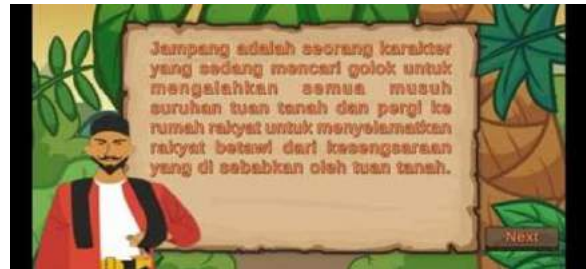 Jampang adalah seorang karakter
yang sedang mencari golok untuk
mengalahkan semua musuh
suruhan tuan tanah dan pergi ke
rumah rakyat untuk menyelamatkan
rakyat betawi dari kesengsaraan
yang di sebabkan oleh tuan tanah.
Next